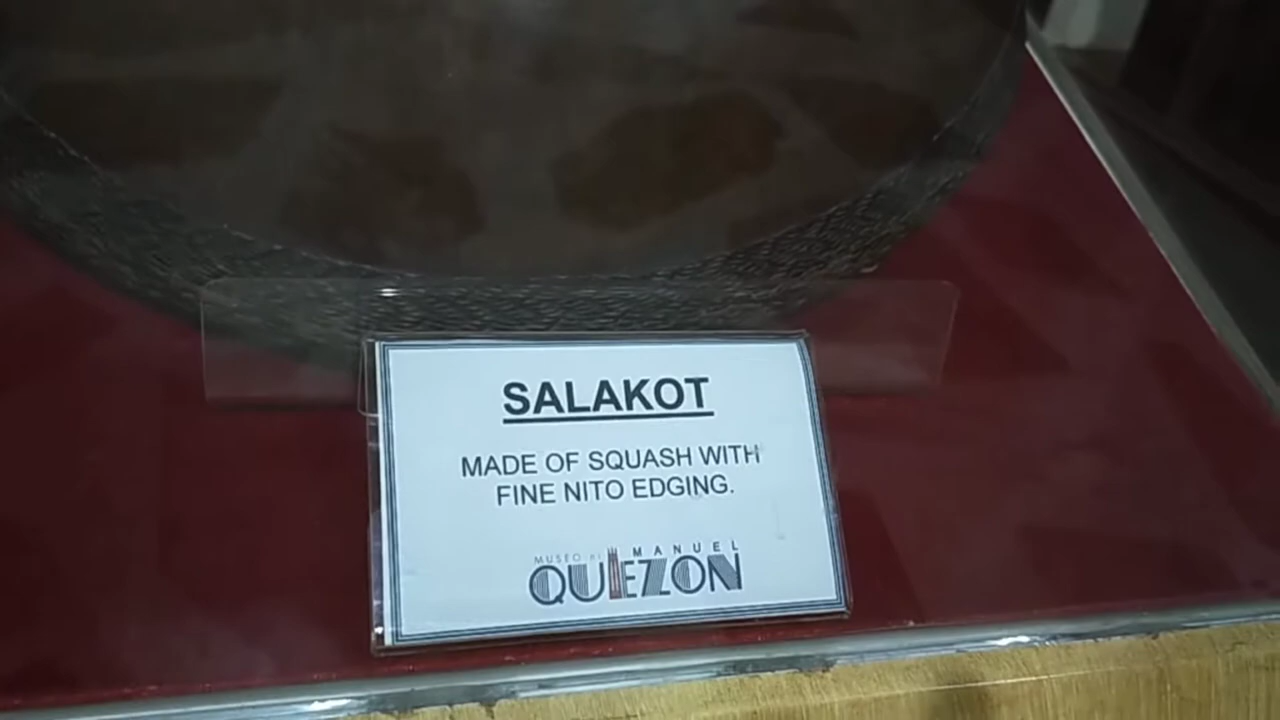 SALAKOT
MADE OF SQUASH WITH
FINE NITO EDGING.
MUSEO NI MANUEL
QUEZON